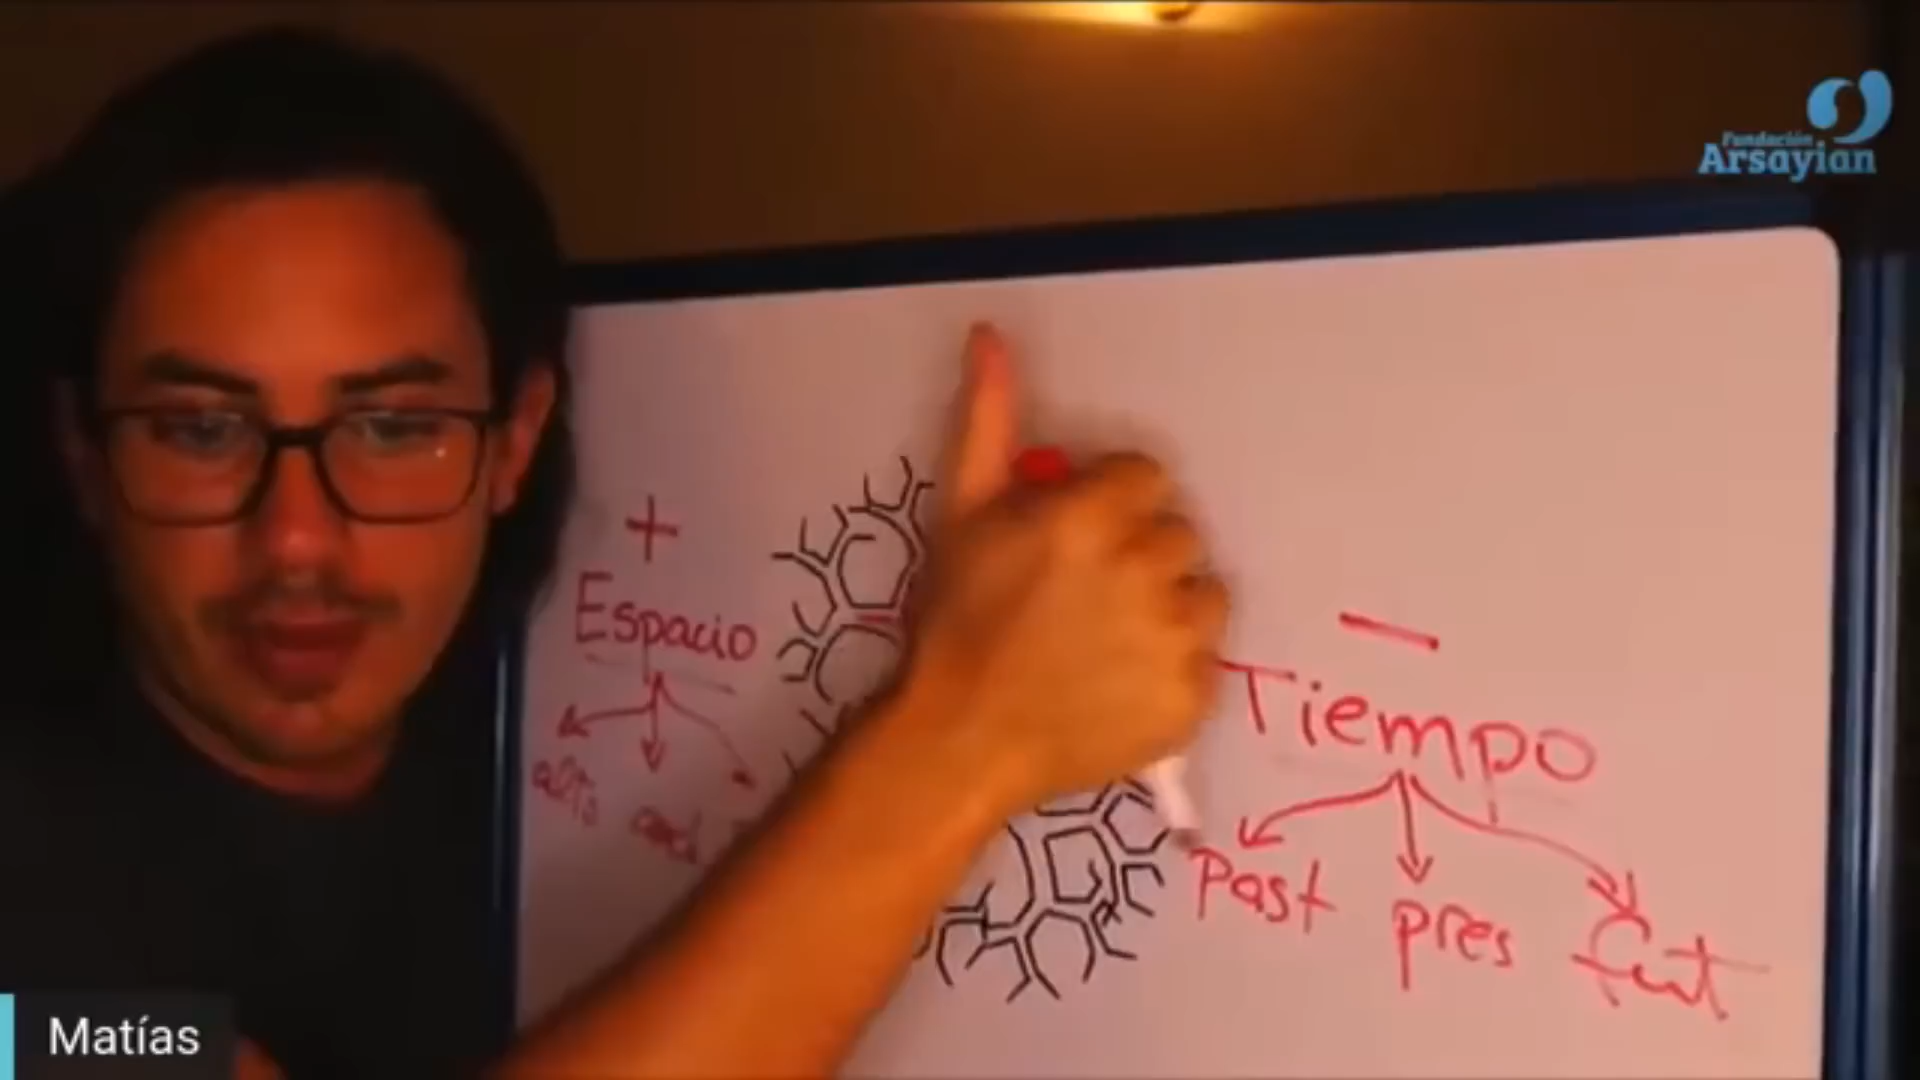 Fundación
Arsayian
+
Espacio
alto
—
Tiempo
Past pres fut
Matías